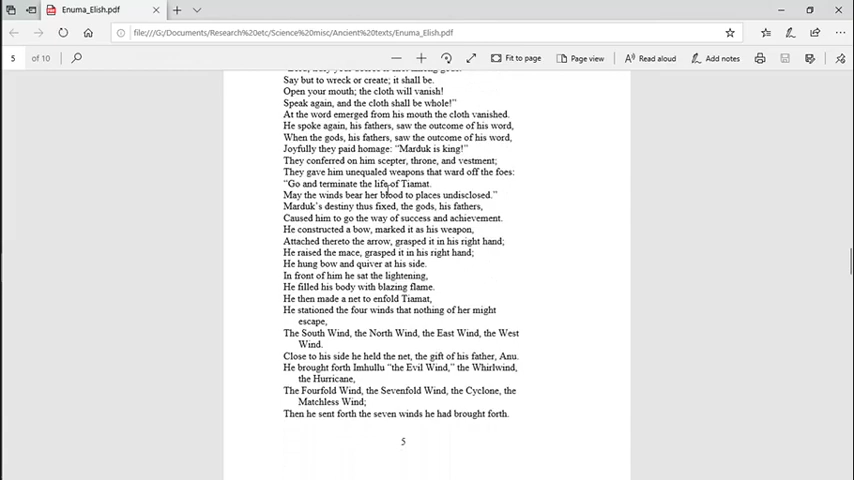 Enuma_Elish.pdf
file:///G:/Documents/Research%20etc/Science%20misc/Ancient%20texts/Enuma_Elish.pdf
5 of 10
Fit to page
Page view
Read aloud
Add notes
Say but to wreck or create; it shall be.
Open your mouth; the cloth will vanish!
Speak again, and the cloth shall be whole!”
At the word emerged from his mouth the cloth vanished.
He spoke again, his fathers, saw the outcome of his word,
When the gods, his fathers, saw the outcome of his word,
Joyfully they paid homage: “Marduk is king!”
They conferred on him scepter, throne, and vestment;
They gave him unequaled weapons that ward off the foes:
“Go and terminate the life of Tiamat.
May the winds bear her blood to places undisclosed.”
Marduk’s destiny thus fixed, the gods, his fathers,
Caused him to go the way of success and achievement.
He constructed a bow, marked it as his weapon,
Attached thereto the arrow, grasped it in his right hand;
He raised the mace, grasped it in his right hand;
He hung bow and quiver at his side.
In front of him he sat the lightening,
He filled his body with blazing flame.
He then made a net to enfold Tiamat,
He stationed the four winds that nothing of her might
escape,
The South Wind, the North Wind, the East Wind, the West
Wind.
Close to his side he held the net, the gift of his father, Anu.
He brought forth Imhullu “the Evil Wind,” the Whirlwind,
the Hurricane,
The Fourfold Wind, the Sevenfold Wind, the Cyclone, the
Matchless Wind;
Then he sent forth the seven winds he had brought forth.
5